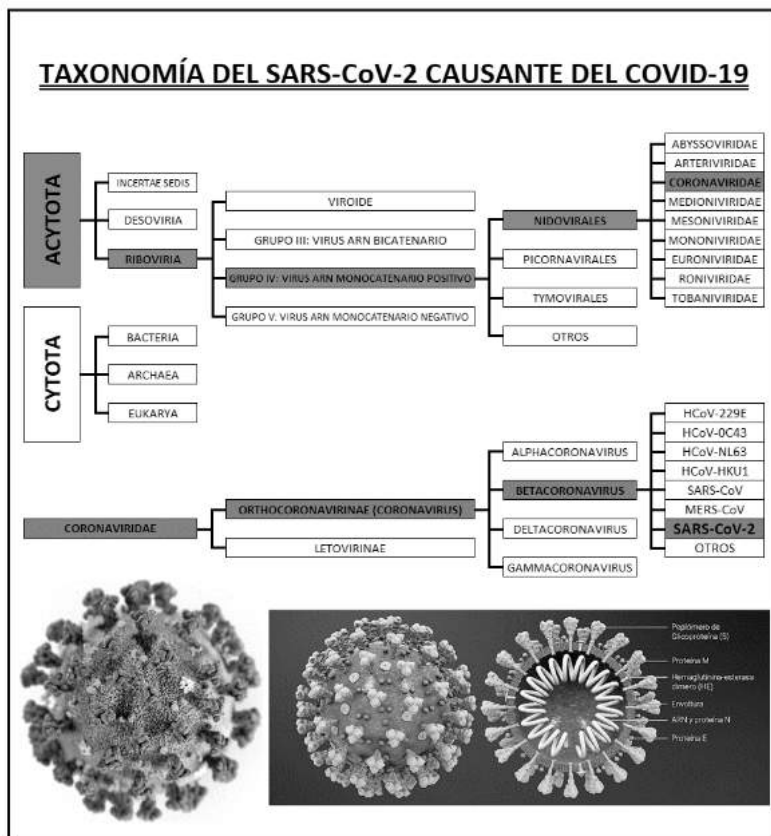 TAXONOMÍA DEL SARS-CoV-2 CAUSANTE DEL COVID-19
ACYTOTA
INCERTAE SEDIS
DESOVIRIA
RIBOVIRIA
VIROIDE
GRUPO III: VIRUS ARN BICATENARIO
GRUPO IV: VIRUS ARN MONOCATENARIO POSITIVO
GRUPO V: VIRUS ARN MONOCATENARIO NEGATIVO
NIDOVIRALES
PICORNAVIRALES
TYMOVIRALES
OTROS
ABYSSOVIRIDAE
ARTERIVIRIDAE
CORONAVIRIDAE
MEDIONIVIRIDAE
MESONIVIRIDAE
MONONIVIRIDAE
EURONIVIRIDAE
RONIVIRIDAE
TOBANIVIRIDAE
CYTOTA
BACTERIA
ARCHAEA
EUKARYA
CORONAVIRIDAE
ORTHOCORONAVIRINAE (CORONAVIRUS)
LETOVIRINAE
ALPHACORONAVIRUS
BETACORONAVIRUS
DELTACORONAVIRUS
GAMMACORONAVIRUS
HCoV-229E
HCoV-0C43
HCoV-NL63
HCoV-HKU1
SARS-CoV
MERS-CoV
SARS-CoV-2
OTROS
Peplómero de
Glicoproteína (S)
Proteína M
Hemaglutinina-esterasa
dímero (HE)
Envoltura
ARN y proteína N
Proteína E